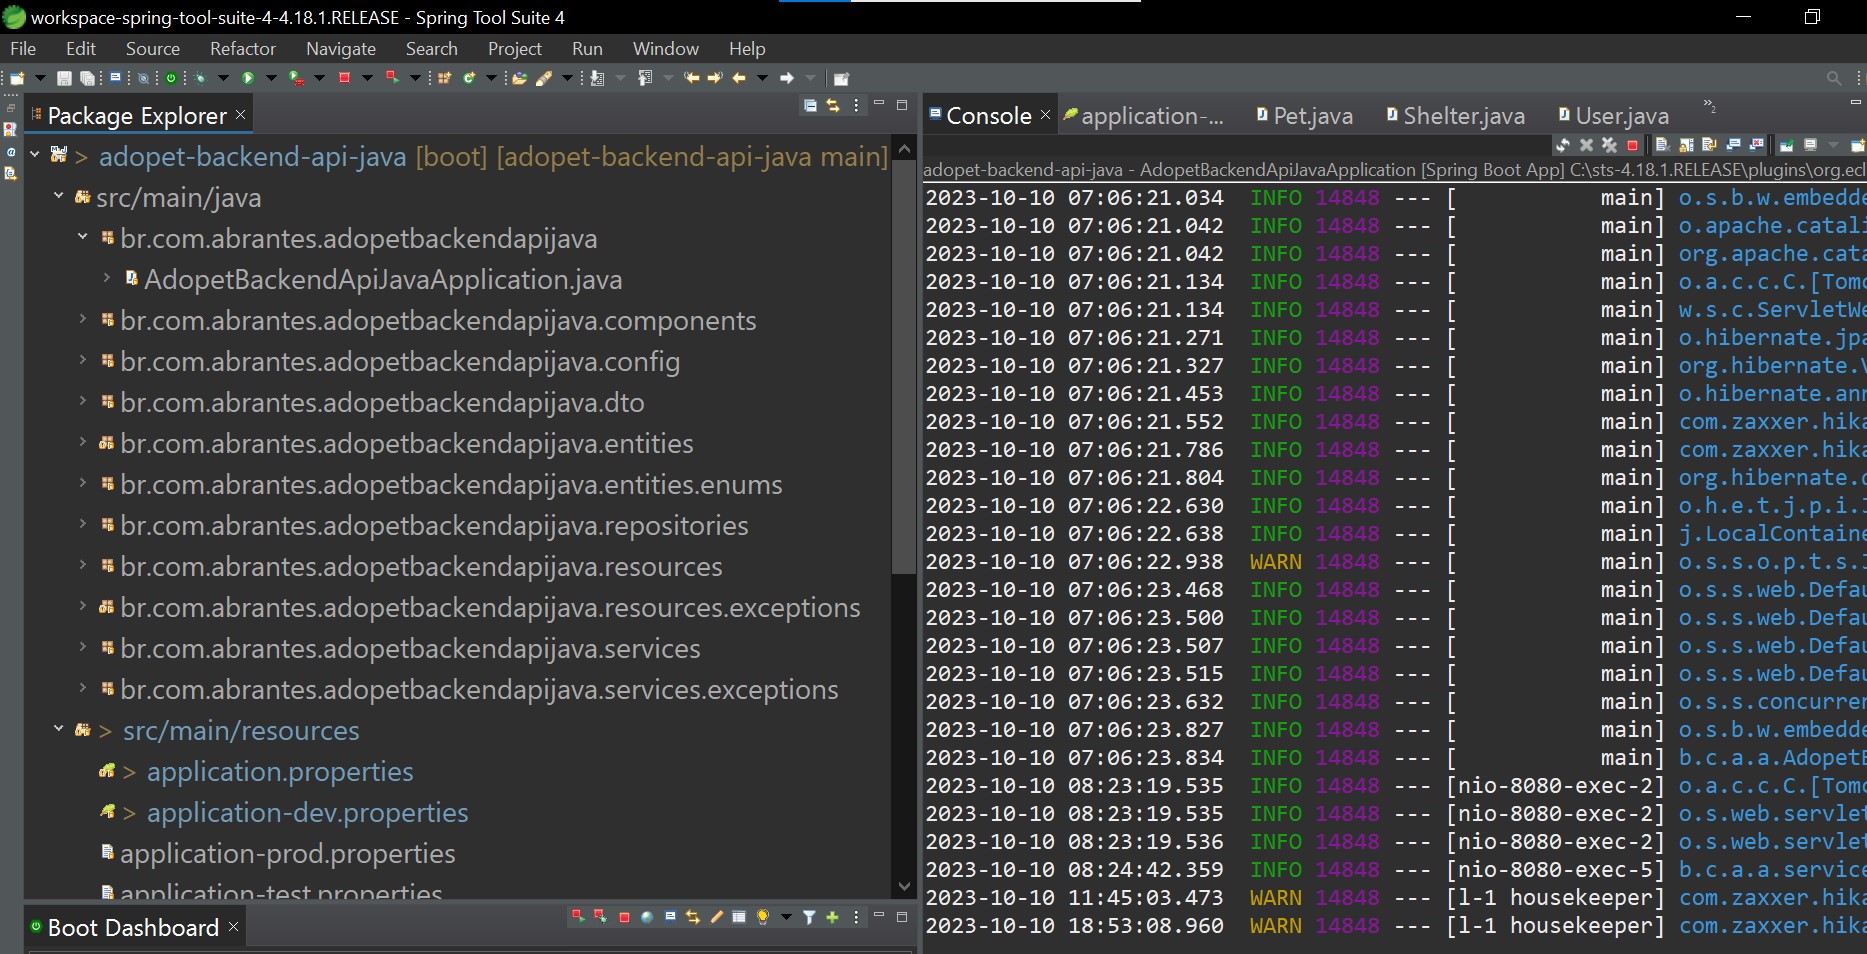 workspace-spring-tool-suite-4-4.18.1.RELEASE - Spring Tool Suite 4
File Edit Source Refactor Navigate Search Project Run Window Help
Package Explorer
> adopet-backend-api-java [boot] [adopet-backend-api-java main]
src/main/java
br.com.abrantes.adopetbackendapijava
AdopetBackendApiJavaApplication.java
br.com.abrantes.adopetbackendapijava.components
br.com.abrantes.adopetbackendapijava.config
br.com.abrantes.adopetbackendapijava.dto
br.com.abrantes.adopetbackendapijava.entities
br.com.abrantes.adopetbackendapijava.entities.enums
br.com.abrantes.adopetbackendapijava.repositories
br.com.abrantes.adopetbackendapijava.resources
br.com.abrantes.adopetbackendapijava.resources.exceptions
br.com.abrantes.adopetbackendapijava.services
br.com.abrantes.adopetbackendapijava.services.exceptions
> src/main/resources
> application.properties
> application-dev.properties
application-prod.properties
application-test.properties
Boot Dashboard
Console application-... Pet.java Shelter.java User.java »2
adopet-backend-api-java - AdopetBackendApiJavaApplication [Spring Boot App] C:\sts-4.18.1.RELEASE\plugins\org.ecl
2023-10-10 07:06:21.034 INFO 14848 --- [ main] o.s.b.w.embedde
2023-10-10 07:06:21.042 INFO 14848 --- [ main] o.apache.catali
2023-10-10 07:06:21.042 INFO 14848 --- [ main] org.apache.cata
2023-10-10 07:06:21.134 INFO 14848 --- [ main] o.a.c.c.C.[Tomc
2023-10-10 07:06:21.134 INFO 14848 --- [ main] w.s.c.ServletWe
2023-10-10 07:06:21.271 INFO 14848 --- [ main] o.hibernate.jpa
2023-10-10 07:06:21.327 INFO 14848 --- [ main] org.hibernate.V
2023-10-10 07:06:21.453 INFO 14848 --- [ main] o.hibernate.ann
2023-10-10 07:06:21.552 INFO 14848 --- [ main] com.zaxxer.hika
2023-10-10 07:06:21.786 INFO 14848 --- [ main] com.zaxxer.hika
2023-10-10 07:06:21.804 INFO 14848 --- [ main] org.hibernate.d
2023-10-10 07:06:22.630 INFO 14848 --- [ main] o.h.e.t.j.p.i.J
2023-10-10 07:06:22.638 INFO 14848 --- [ main] j.LocalContaine
2023-10-10 07:06:22.938 WARN 14848 --- [ main] o.s.s.o.p.t.s.J
2023-10-10 07:06:23.468 INFO 14848 --- [ main] o.s.s.web.Defau
2023-10-10 07:06:23.500 INFO 14848 --- [ main] o.s.s.web.Defau
2023-10-10 07:06:23.507 INFO 14848 --- [ main] o.s.s.web.Defau
2023-10-10 07:06:23.515 INFO 14848 --- [ main] o.s.s.web.Defau
2023-10-10 07:06:23.632 INFO 14848 --- [ main] o.s.s.concurren
2023-10-10 07:06:23.827 INFO 14848 --- [ main] o.s.b.w.embedde
2023-10-10 07:06:23.834 INFO 14848 --- [ main] b.c.a.a.AdopetB
2023-10-10 08:23:19.535 INFO 14848 --- [nio-8080-exec-2] o.a.c.c.C.[Tomc
2023-10-10 08:23:19.535 INFO 14848 --- [nio-8080-exec-2] o.s.web.servlet
2023-10-10 08:23:19.536 INFO 14848 --- [nio-8080-exec-2] o.s.web.servlet
2023-10-10 08:24:42.359 INFO 14848 --- [nio-8080-exec-5] b.c.a.a.service
2023-10-10 11:45:03.473 WARN 14848 --- [l-1 housekeeper] com.zaxxer.hika
2023-10-10 18:53:08.960 WARN 14848 --- [l-1 housekeeper] com.zaxxer.hika